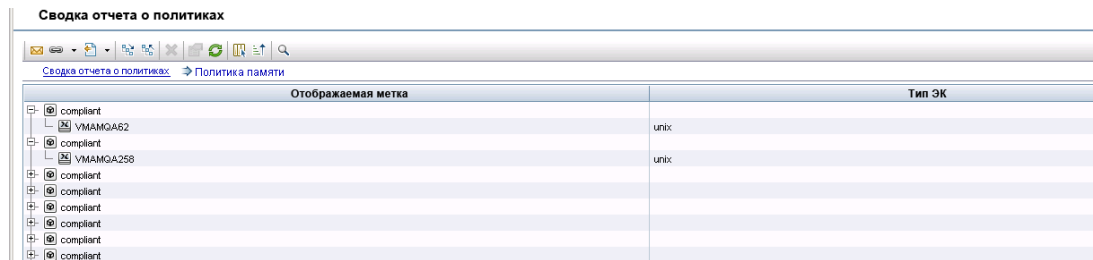 Сводка отчета о политиках
Сводка отчета о политиках Политика памяти
Отображаемая метка Тип ЭК
compliant
VMAMQA62 unix
compliant
VMAMQA258 unix
compliant
compliant
compliant
compliant
compliant
compliant